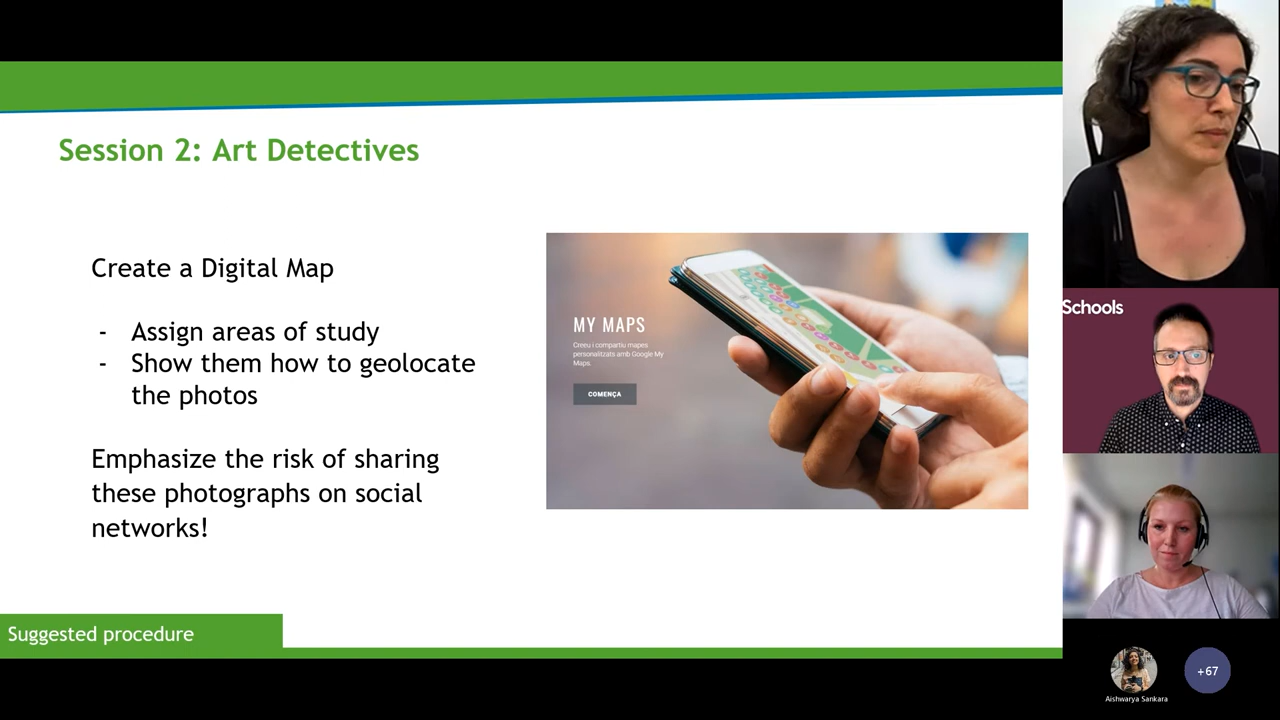 Session 2: Art Detectives
Create a Digital Map
- Assign areas of study
- Show them how to geolocate
the photos
Emphasize the risk of sharing
these photographs on social
networks!
MY MAPS
Creeu i compartiu mapes
personalitzats amb Google My
Maps.
COMENÇA
Suggested procedure
Schools
+67
Aishwarya Sankara